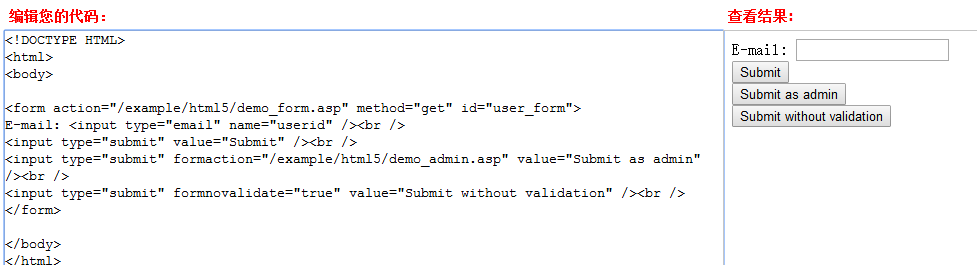 编辑您的代码：
查看结果:
<!DOCTYPE HTML>
<html>
<body>
<form action="/example/html5/demo_form.asp" method="get" id="user_form">
E-mail: <input type="email" name="userid" /><br />
<input type="submit" value="Submit" /><br />
<input type="submit" formaction="/example/html5/demo_admin.asp" value="Submit as admin"
/><br />
<input type="submit" formnovalidate="true" value="Submit without validation" /><br />
</form>
</body>
</html>
E-mail:
Submit
Submit as admin
Submit without validation